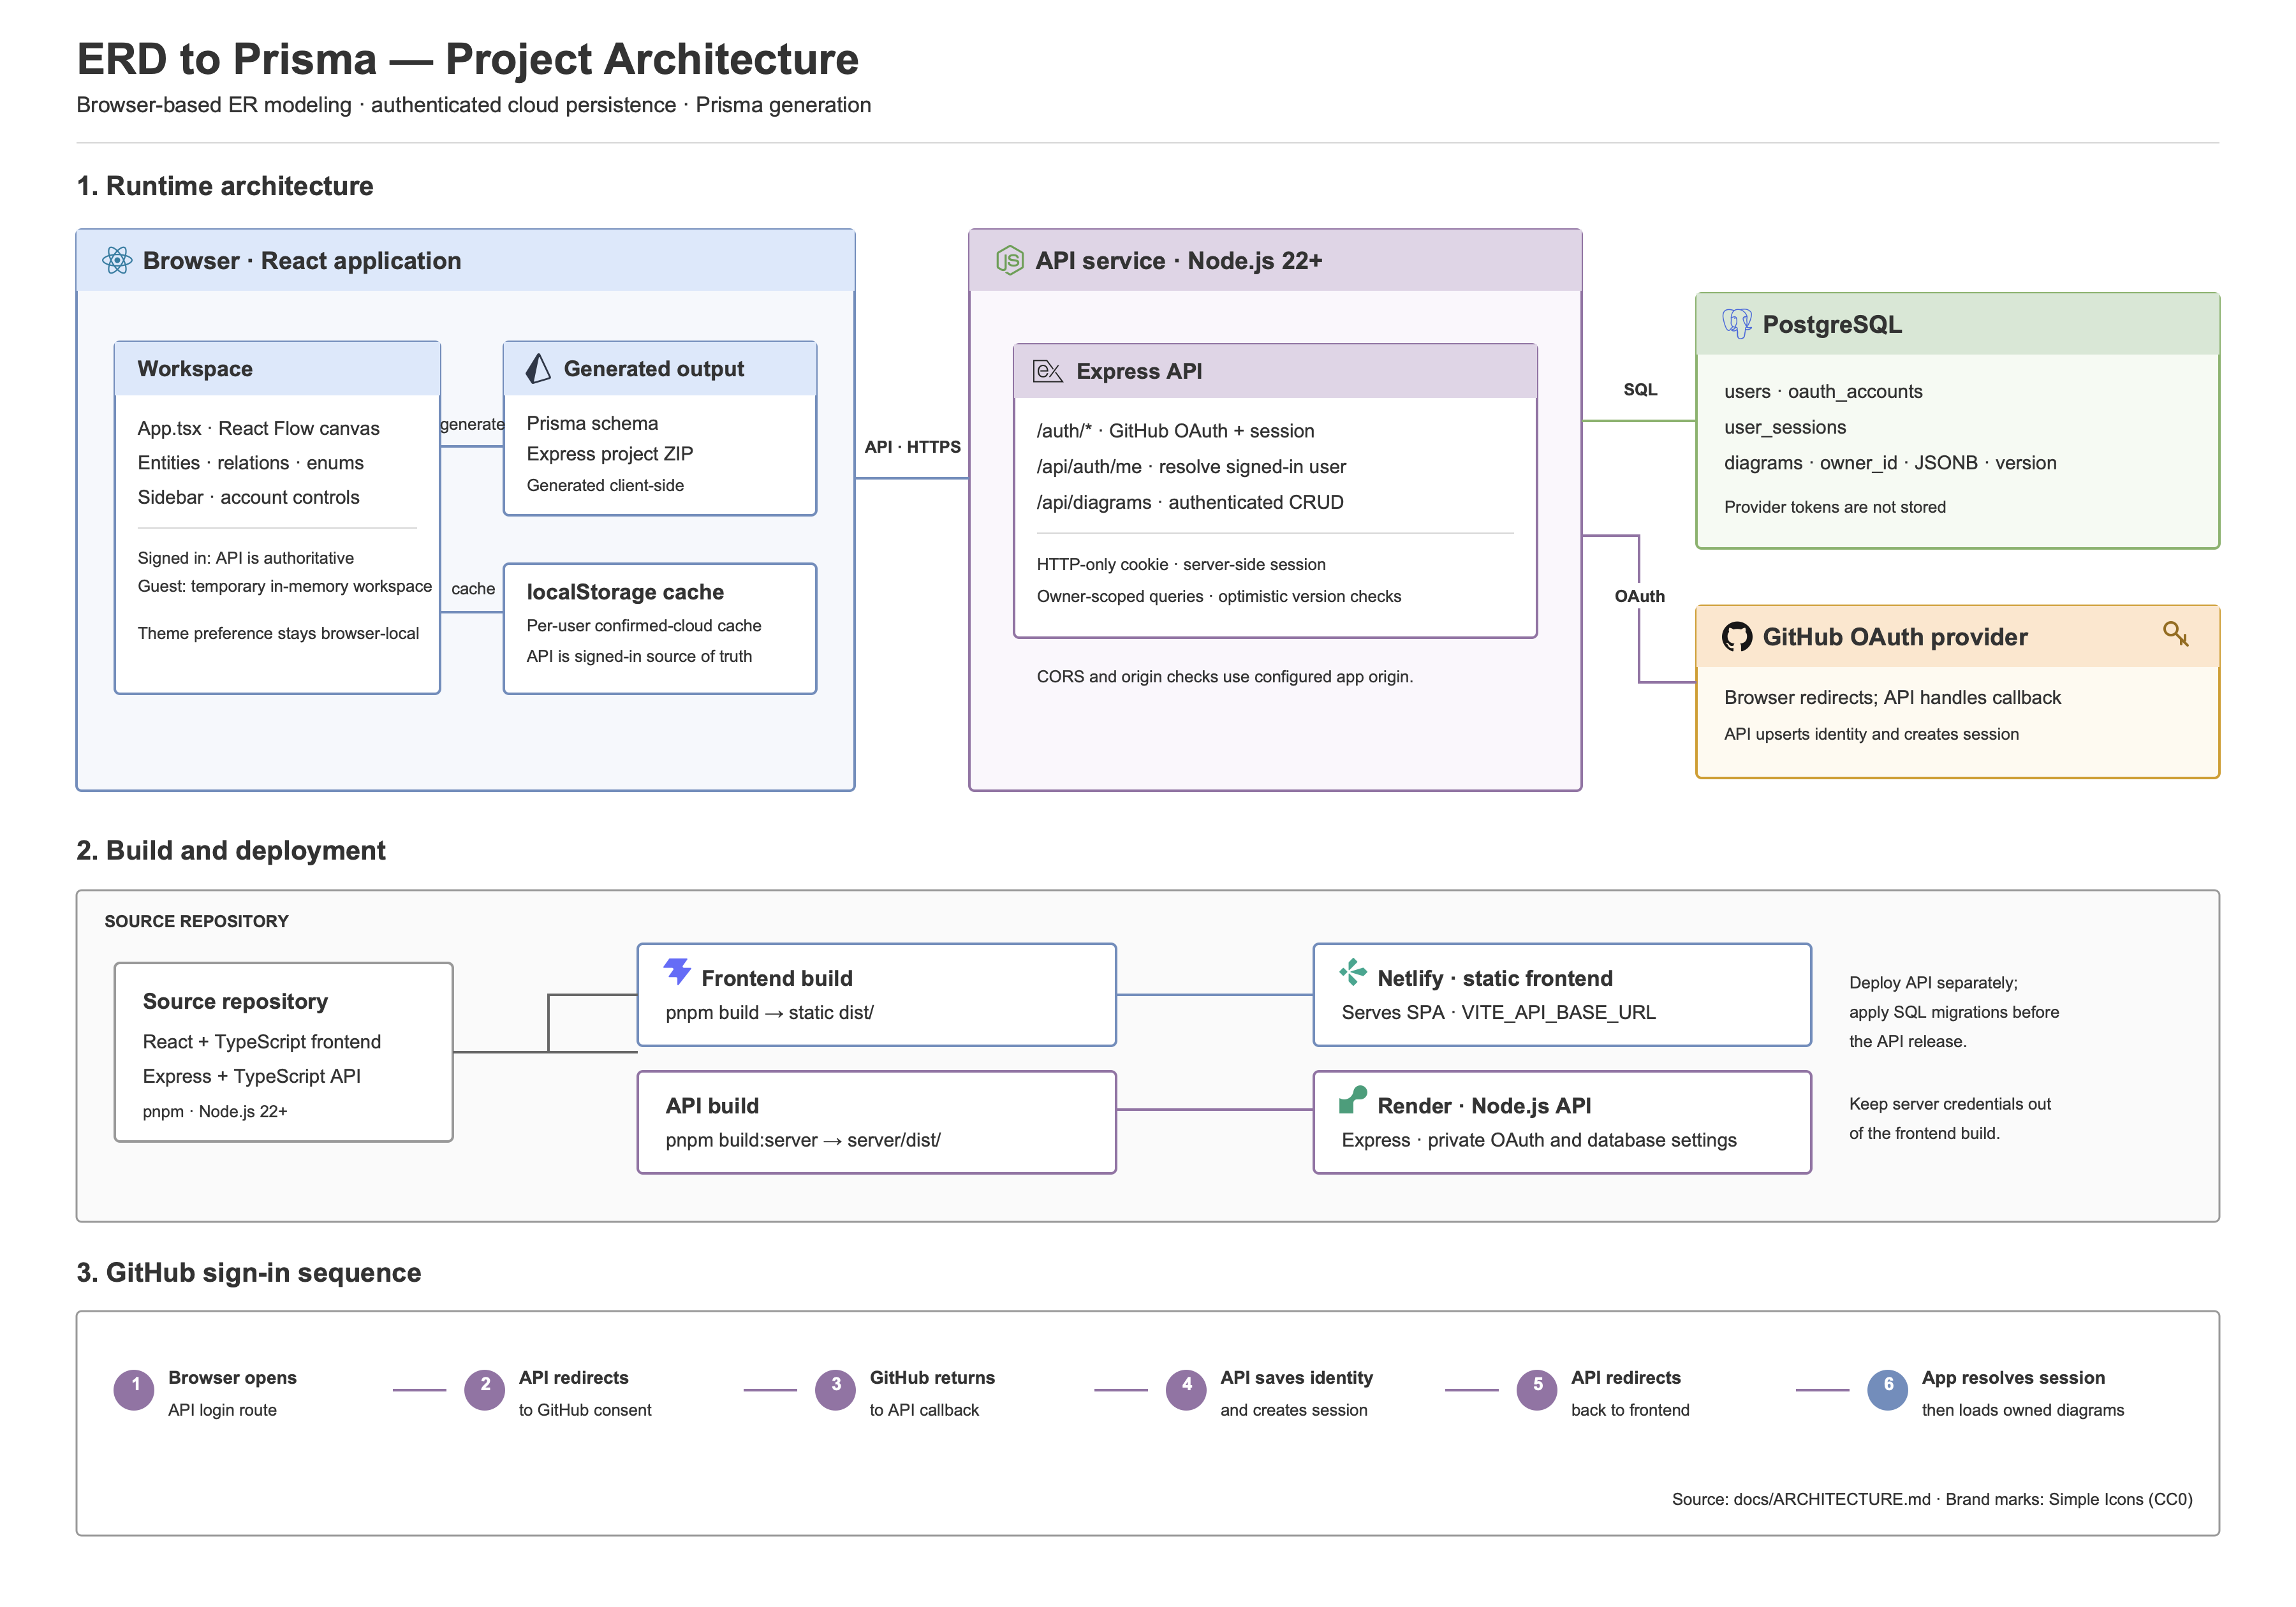 ERD to Prisma — Project Architecture
Browser-based ER modeling · authenticated cloud persistence · Prisma generation
1. Runtime architecture
Browser · React application
Workspace
App.tsx · React Flow canvas
Entities · relations · enums
Sidebar · account controls
Signed in: API is authoritative
Guest: temporary in-memory workspace
Theme preference stays browser-local
generate
cache
Generated output
Prisma schema
Express project ZIP
Generated client-side
localStorage cache
Per-user confirmed-cloud cache
API is signed-in source of truth
API · HTTPS
JS
API service · Node.js 22+
ex
Express API
/auth/* · GitHub OAuth + session
/api/auth/me · resolve signed-in user
/api/diagrams · authenticated CRUD
HTTP-only cookie · server-side session
Owner-scoped queries · optimistic version checks
CORS and origin checks use configured app origin.
SQL
OAuth
PostgreSQL
users · oauth_accounts
user_sessions
diagrams · owner_id · JSONB · version
Provider tokens are not stored
GitHub OAuth provider
Browser redirects; API handles callback
API upserts identity and creates session
2. Build and deployment
SOURCE REPOSITORY
Source repository
React + TypeScript frontend
Express + TypeScript API
pnpm · Node.js 22+
Frontend build
pnpm build → static dist/
API build
pnpm build:server → server/dist/
Netlify · static frontend
Serves SPA · VITE_API_BASE_URL
Render · Node.js API
Express · private OAuth and database settings
Deploy API separately;
apply SQL migrations before
the API release.
Keep server credentials out
of the frontend build.
3. GitHub sign-in sequence
1
Browser opens
API login route
2
API redirects
to GitHub consent
3
GitHub returns
to API callback
4
API saves identity
and creates session
5
API redirects
back to frontend
6
App resolves session
then loads owned diagrams
Source: docs/ARCHITECTURE.md · Brand marks: Simple Icons (CC0)